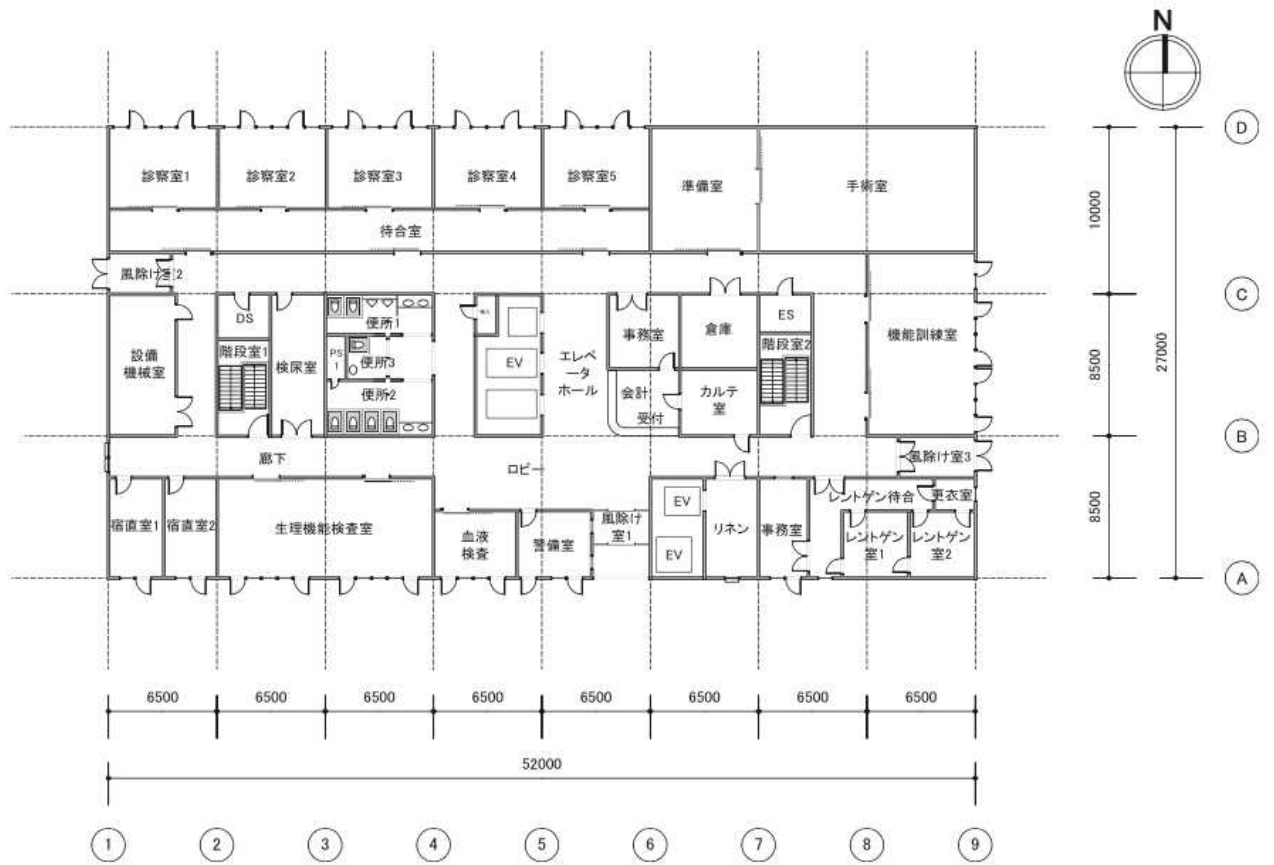 N
D
診察室1
診察室2
診察室3
診察室4
診察室5
準備室
手術室
10000
待合室
風除け室2
C
DS
便所1
EV
エレベ
ータ
ホール
事務室
倉庫
ES
機能訓練室
27000
設備
機械室
階段室1
検尿室
PS
1
便所3
階段室2
8500
便所2
会計
受付
カルテ
室
B
廊下
ロビー
風除け室3
宿直室1
宿直室2
生理機能検査室
血液
検査
警備室
風除け
室1
EV
EV
リネン
事務室
レントゲン待合
更衣室
レントゲン
室1
レントゲン
室2
8500
A
6500
6500
6500
6500
6500
6500
6500
6500
52000
1
2
3
4
5
6
7
8
9